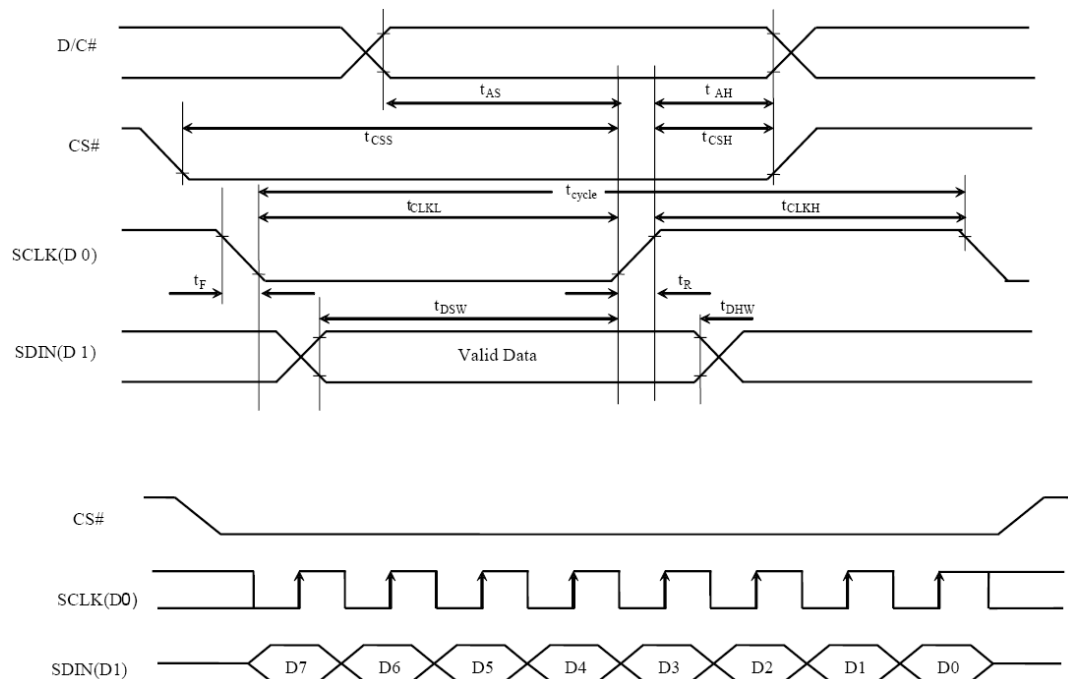 D/C#
tAS
t AH
CS#
tCSS
tCSH
tcycle
tCLKL
tCLKH
SCLK(D 0)
tF
tR
tDSW
tDHW
SDIN(D 1)
Valid Data
CS#
SCLK(D0)
SDIN(D1)
D7 D6 D5 D4 D3 D2 D1 D0